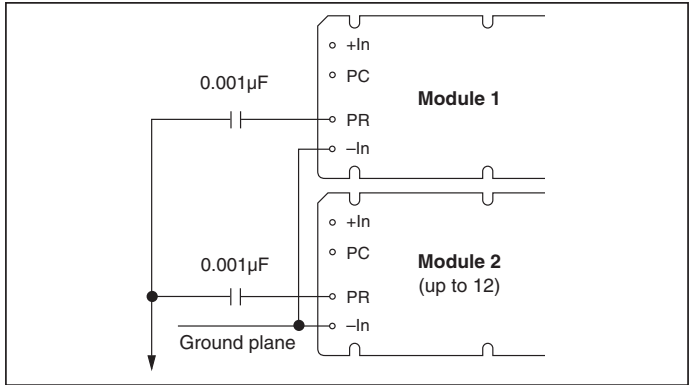 +In
PC
0.001µF
Module 1
PR
–In
+In
PC
0.001µF
Module 2
(up to 12)
PR
–In
Ground plane